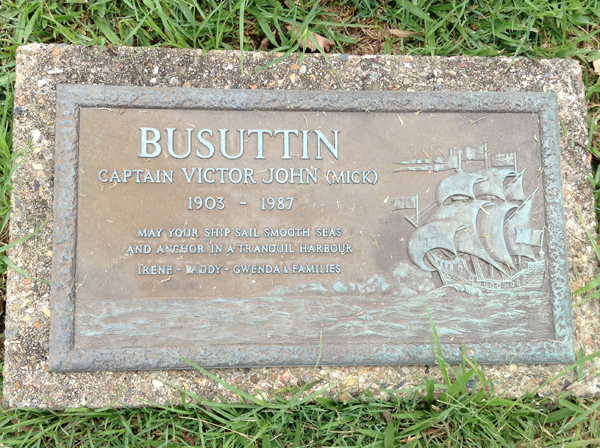 BUSUTTIN
CAPTAIN VICTOR JOHN (MICK)
1903 - 1987
MAY YOUR SHIP SAIL SMOOTH SEAS
AND ANCHOR IN A TRANQUIL HARBOUR
IRENE - PADDY - GWENDA & FAMILIES